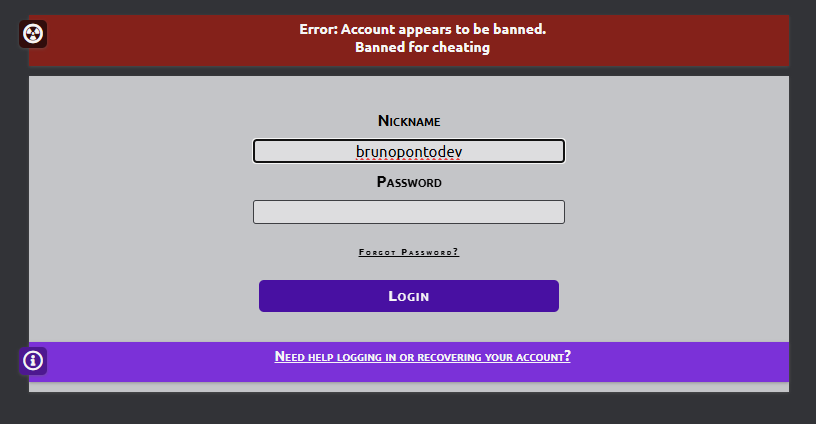 Error: Account appears to be banned.
Banned for cheating
Nickname
brunopontodev
Password
Forgot Password?
Login
Need help logging in or recovering your account?